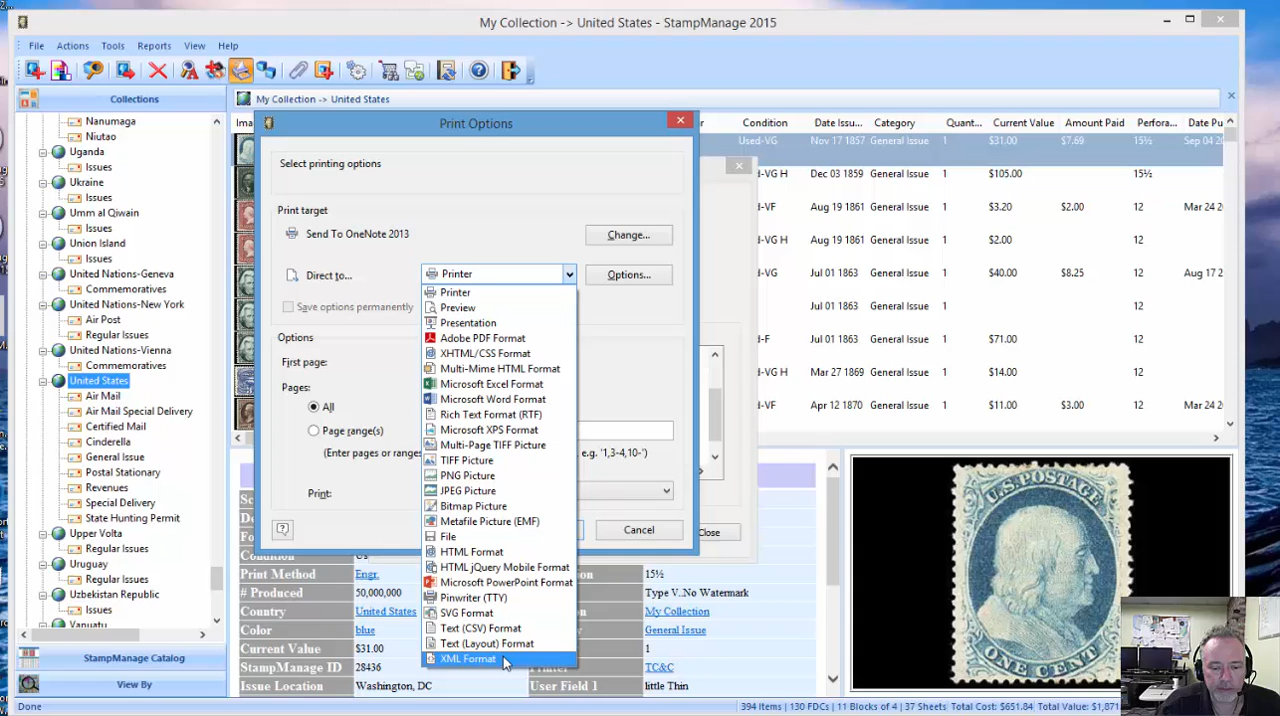 My Collection -> United States - StampManage 2015
File Actions Tools Reports View Help
Collections
My Collection -> United States
Nanumaga
Niutao
Uganda
Issues
Ukraine
Issues
Umm al Qiwain
Issues
Union Island
Issues
United Nations-Geneva
Commemoratives
United Nations-New York
Air Post
Regular Issues
United Nations-Vienna
Commemoratives
United States
Air Mail
Air Mail Special Delivery
Certified Mail
Cinderella
General Issue
Postal Stationary
Revenues
Special Delivery
State Hunting Permit
Upper Volta
Regular Issues
Uruguay
Regular Issues
Uzbekistan Republic
Issues
Vanuatu
StampManage Catalog
View By
Print Options
Select printing options
Print target
Send To OneNote 2013
Change...
Direct to...
Printer
Options...
Save options permanently
Options
First page:
Pages:
All
Page range(s)
(Enter pages or ranges
, e.g. '1,3-4,10-')
Print:
Cancel
Close
Printer
Preview
Presentation
Adobe PDF Format
XHTML/CSS Format
Multi-Mime HTML Format
Microsoft Excel Format
Microsoft Word Format
Rich Text Format (RTF)
Microsoft XPS Format
Multi-Page TIFF Picture
TIFF Picture
PNG Picture
JPEG Picture
Bitmap Picture
Metafile Picture (EMF)
File
HTML Format
HTML jQuery Mobile Format
Microsoft PowerPoint Format
Pinwriter (TTY)
SVG Format
Text (CSV) Format
Text (Layout) Format
XML Format
Condition Date Issu... Category Quant... Current Value Amount Paid Perfora... Date Pu
Used-VG Nov 17 1857 General Issue 1 $31.00 $7.69 15½ Sep 04 20
d-VG H Dec 03 1859 General Issue 1 $105.00 15½
d-VF Aug 19 1861 General Issue 1 $3.20 $2.00 12 Mar 24 2
d-VG H Aug 19 1861 General Issue 1 $2.00 12
d-VG Jul 01 1863 General Issue 1 $40.00 $8.25 12 Aug 17 2
Jul 01 1863 General Issue 1 $35.00 12
d-F Jul 01 1863 General Issue 1 $71.00 12
d-VG H Mar 27 1869 General Issue 1 $14.00 12
d-VF Apr 12 1870 General Issue 1 $11.00 $3.00 12 Mar 24 2
Condition Us
Print Method Engr. 15½
# Produced 50,000,000 Type V..No Watermark
Country United States My Collection
Color blue General Issue
Current Value $31.00 1
StampManage ID 28436 TC&C
Issue Location Washington, DC User Field 1 little Thin
U.S. POSTAGE
ONE CENT
Done
394 Items | 130 FDCs | 11 Blocks of 4 | 37 Sheets | Total Cost: $651.84 | Total Value: $1,871